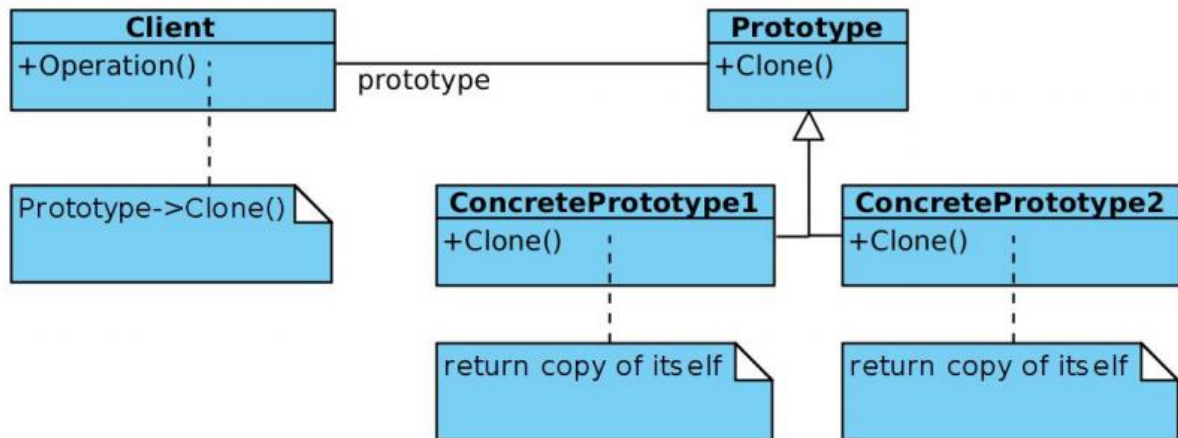 Client
+Operation()
prototype
Prototype
+Clone()
Prototype->Clone()
ConcretePrototype1
+Clone()
ConcretePrototype2
+Clone()
return copy of itself
return copy of itself